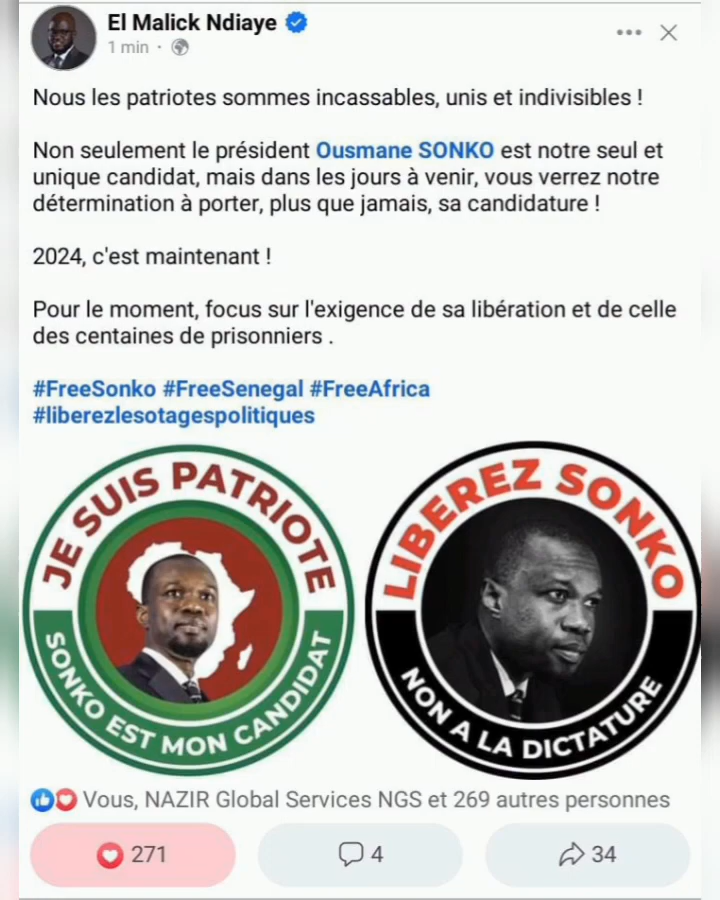 El Malick Ndiaye
1 min ·
Nous les patriotes sommes incassables, unis et indivisibles !
Non seulement le président Ousmane SONKO est notre seul et
unique candidat, mais dans les jours à venir, vous verrez notre
détermination à porter, plus que jamais, sa candidature !
2024, c'est maintenant !
Pour le moment, focus sur l'exigence de sa libération et de celle
des centaines de prisonniers .
#FreeSonko #FreeSenegal #FreeAfrica
#liberezlesotagespolitiques
JE SUIS PATRIOTE
SONKO EST MON CANDIDAT
LIBEREZ SONKO
NON A LA DICTATURE
Vous, NAZIR Global Services NGS et 269 autres personnes
271
4
34